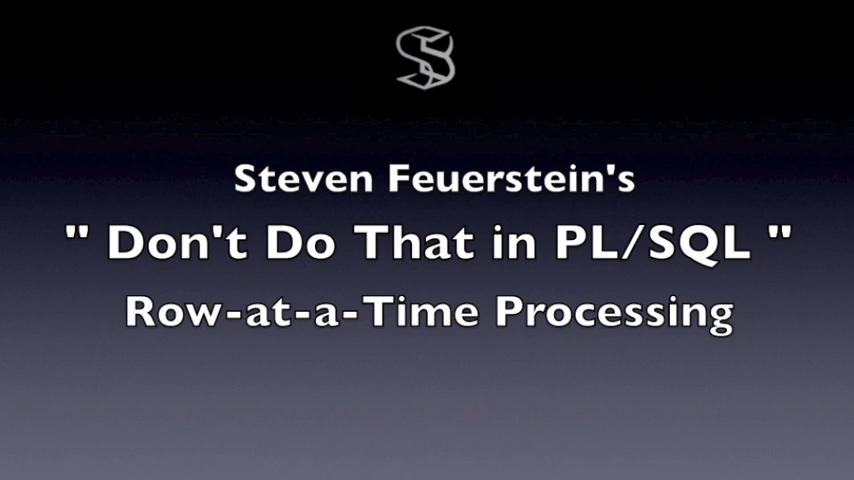 Steven Feuerstein's
" Don't Do That in PL/SQL "
Row-at-a-Time Processing